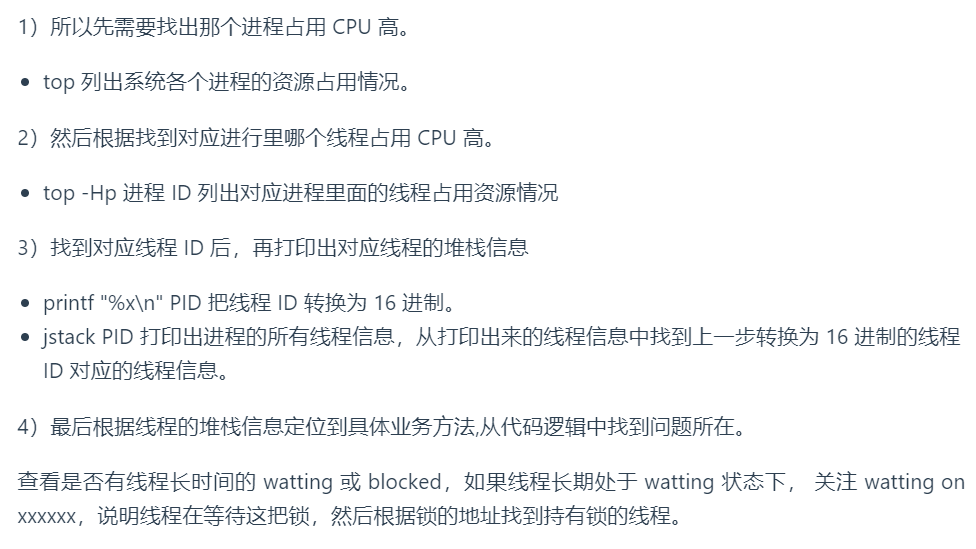 1）所以先需要找出那个进程占用 CPU 高。
• top 列出系统各个进程的资源占用情况。
2）然后根据找到对应进行里哪个线程占用 CPU 高。
• top -Hp 进程 ID 列出对应进程里面的线程占用资源情况
3）找到对应线程 ID 后，再打印出对应线程的堆栈信息
• printf "%x\n" PID 把线程 ID 转换为 16 进制。
• jstack PID 打印出进程的所有线程信息，从打印出来的线程信息中找到上一步转换为 16 进制的线程
ID 对应的线程信息。
4）最后根据线程的堆栈信息定位到具体业务方法,从代码逻辑中找到问题所在。
查看是否有线程长时间的 watting 或 blocked，如果线程长期处于 watting 状态下， 关注 watting on
xxxxxx，说明线程在等待这把锁，然后根据锁的地址找到持有锁的线程。